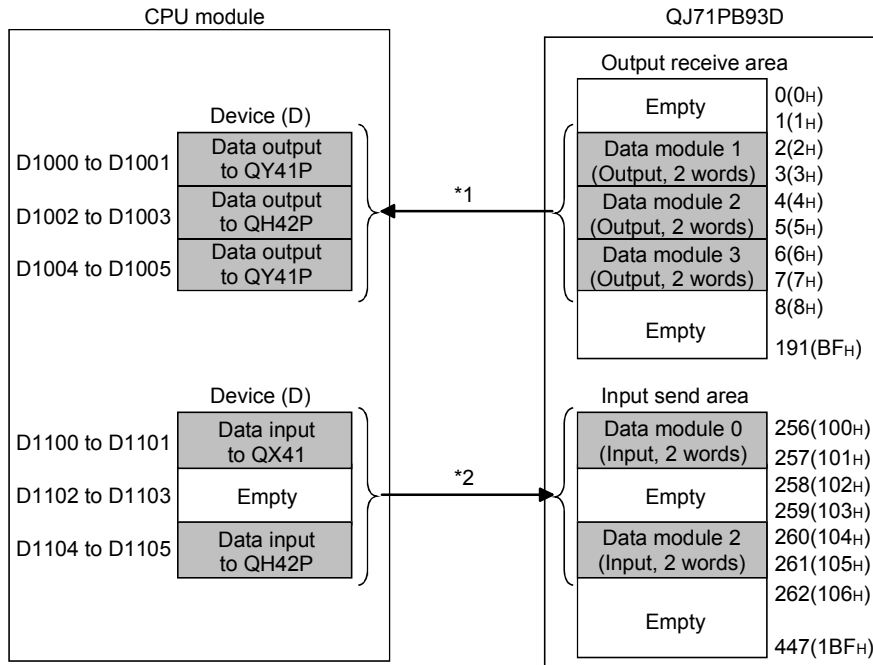 CPU module
Device (D)
D1000 to D1001
Data output
to QY41P
D1002 to D1003
Data output
to QH42P
D1004 to D1005
Data output
to QY41P
*1
QJ71PB93D
Output receive area
Empty
0(0H)
1(1H)
Data module 1
(Output, 2 words)
2(2H)
3(3H)
Data module 2
(Output, 2 words)
4(4H)
5(5H)
Data module 3
(Output, 2 words)
6(6H)
7(7H)
Empty
8(8H)
191(BFH)
Device (D)
D1100 to D1101
Data input
to QX41
D1102 to D1103
Empty
D1104 to D1105
Data input
to QH42P
*2
Input send area
Data module 0
(Input, 2 words)
256(100H)
257(101H)
Empty
258(102H)
259(103H)
Data module 2
(Input, 2 words)
260(104H)
261(105H)
Empty
262(106H)
447(1BFH)